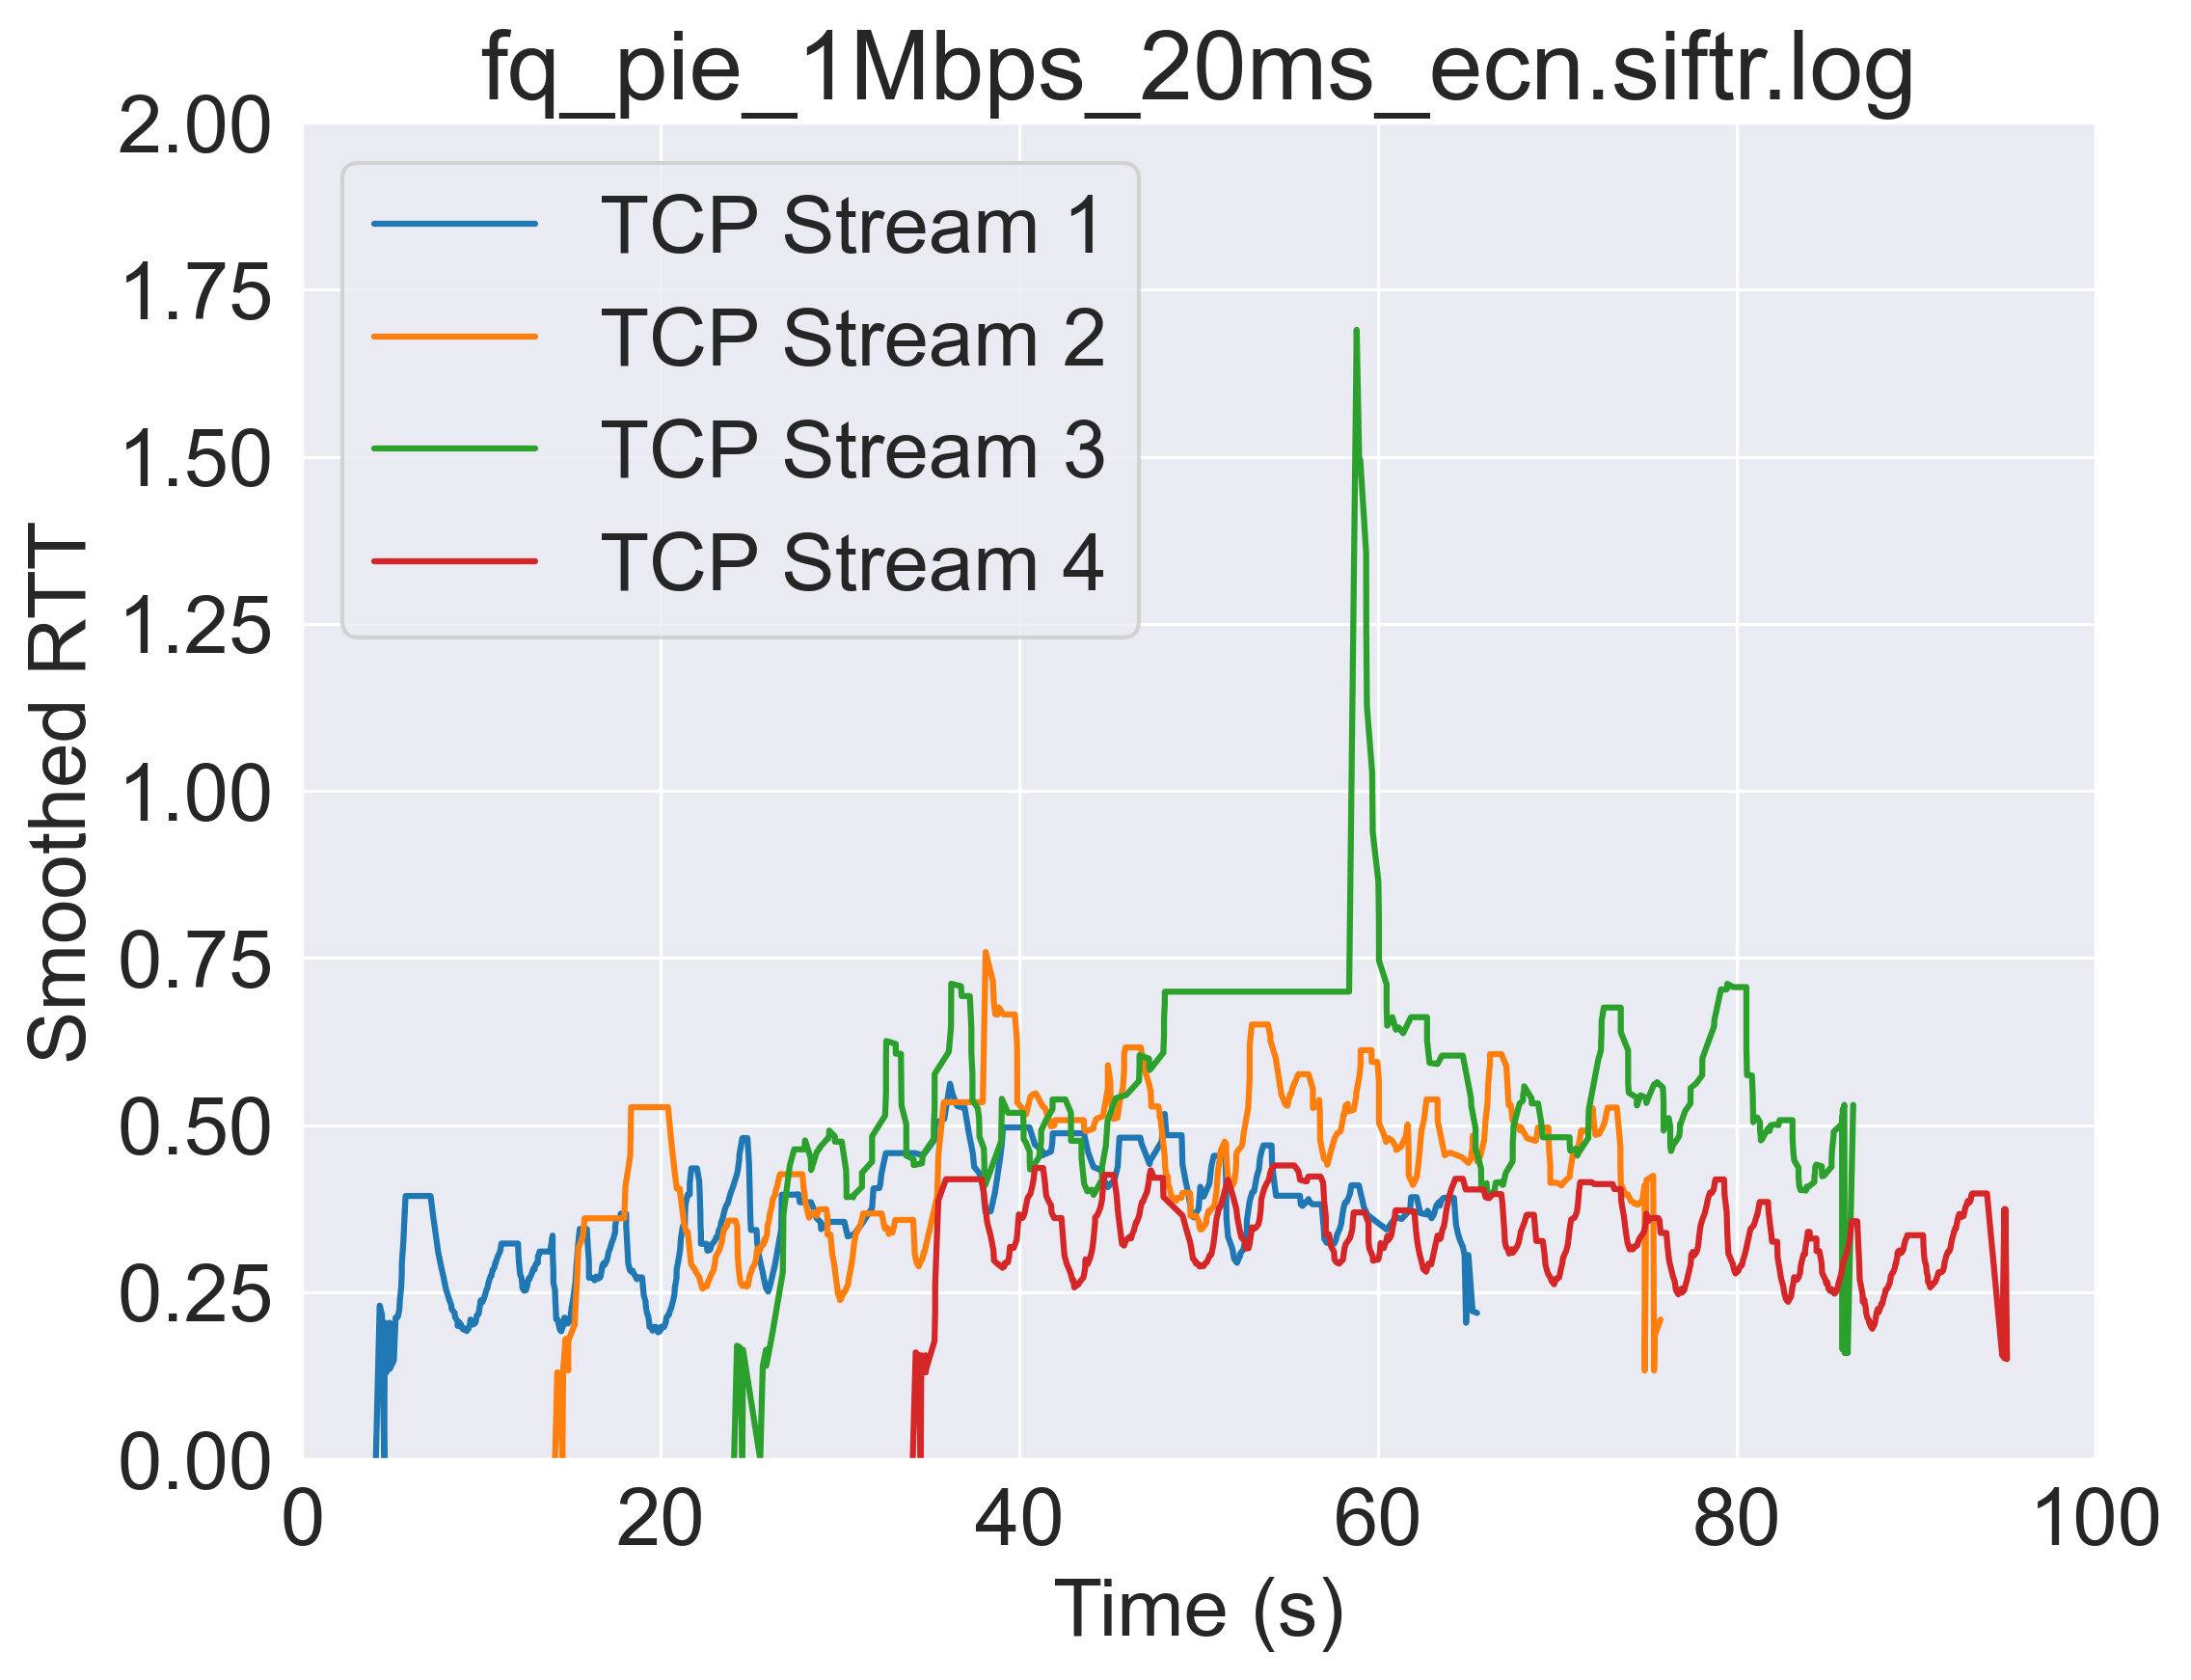 fq_pie_1Mbps_20ms_ecn.siftr.log
2.00
1.75
1.50
1.25
1.00
0.75
0.50
0.25
0.00
Smoothed RTT
TCP Stream 1
TCP Stream 2
TCP Stream 3
TCP Stream 4
0 20 40 60 80 100
Time (s)